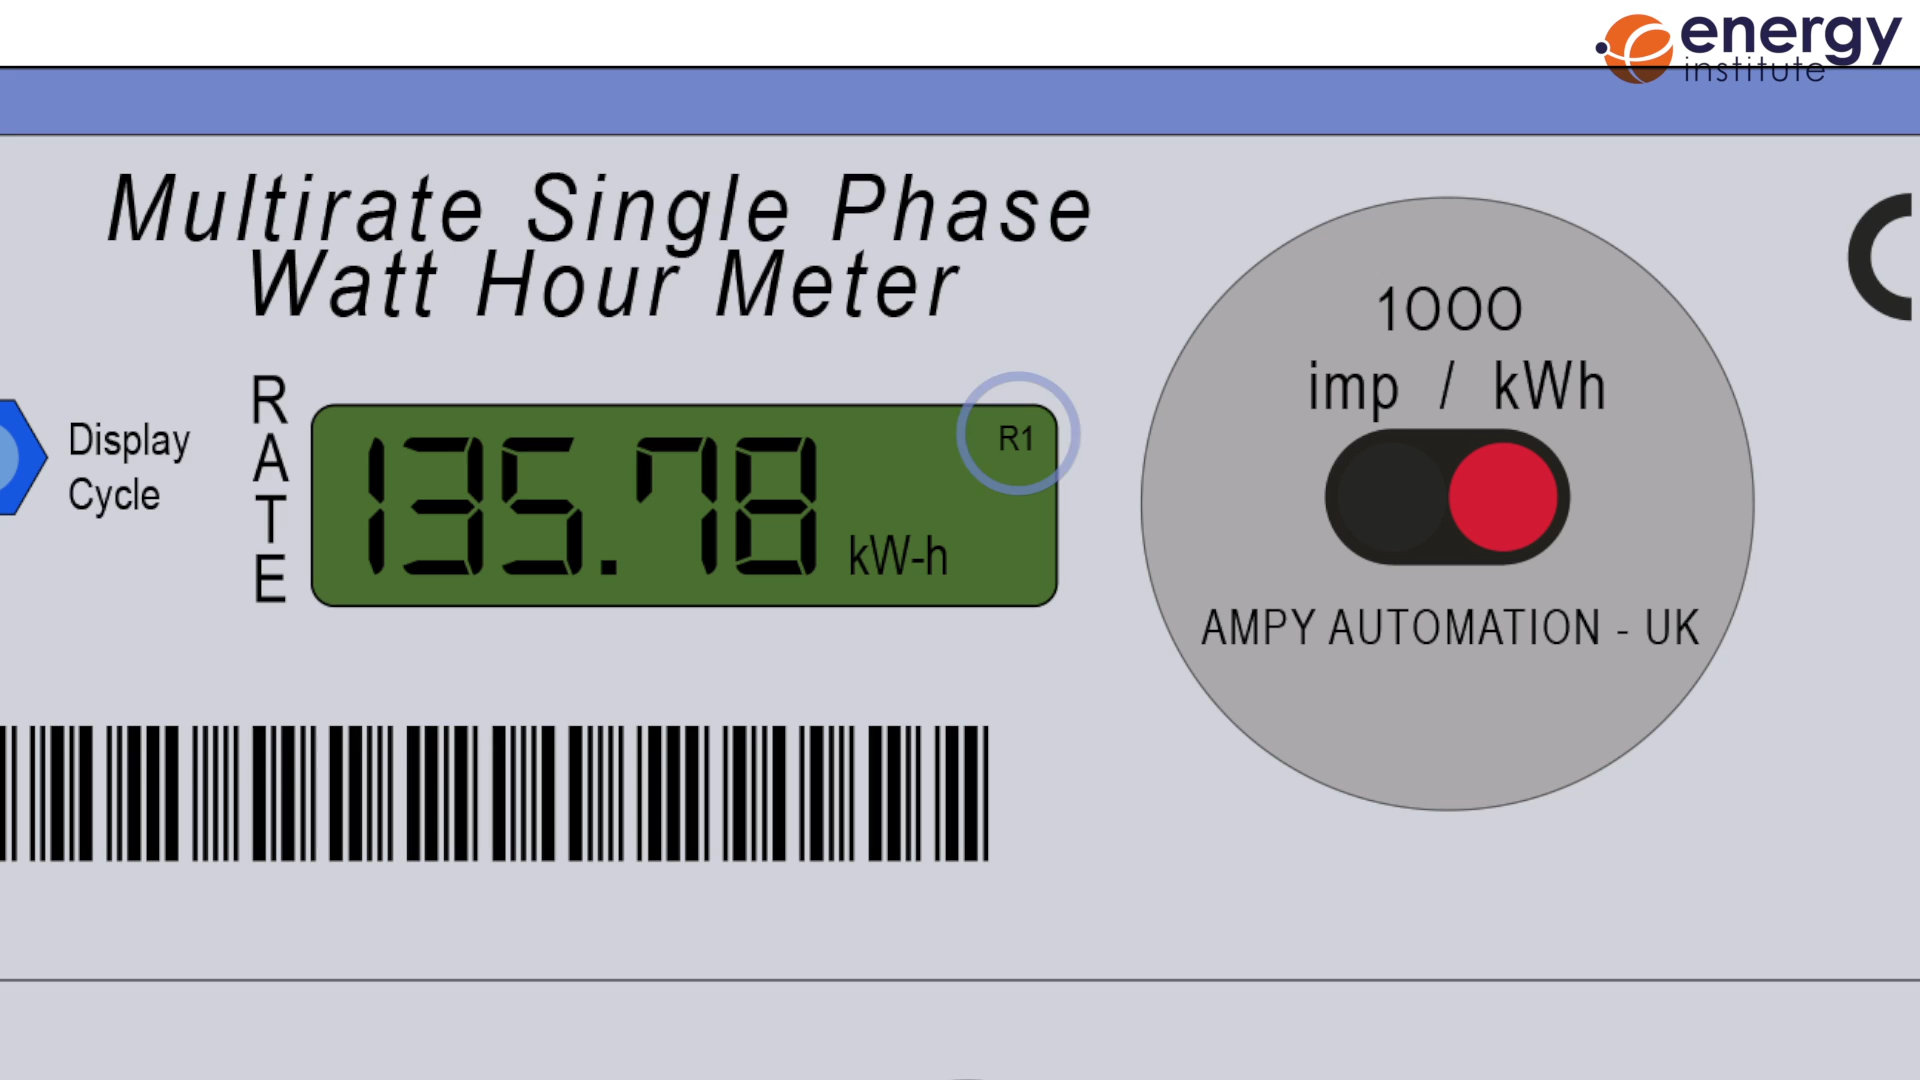 energy
institute
Multirate Single Phase
Watt Hour Meter
Display
Cycle
RATE
135.78 kW-h
R1
1000
imp / kWh
AMPY AUTOMATION - UK